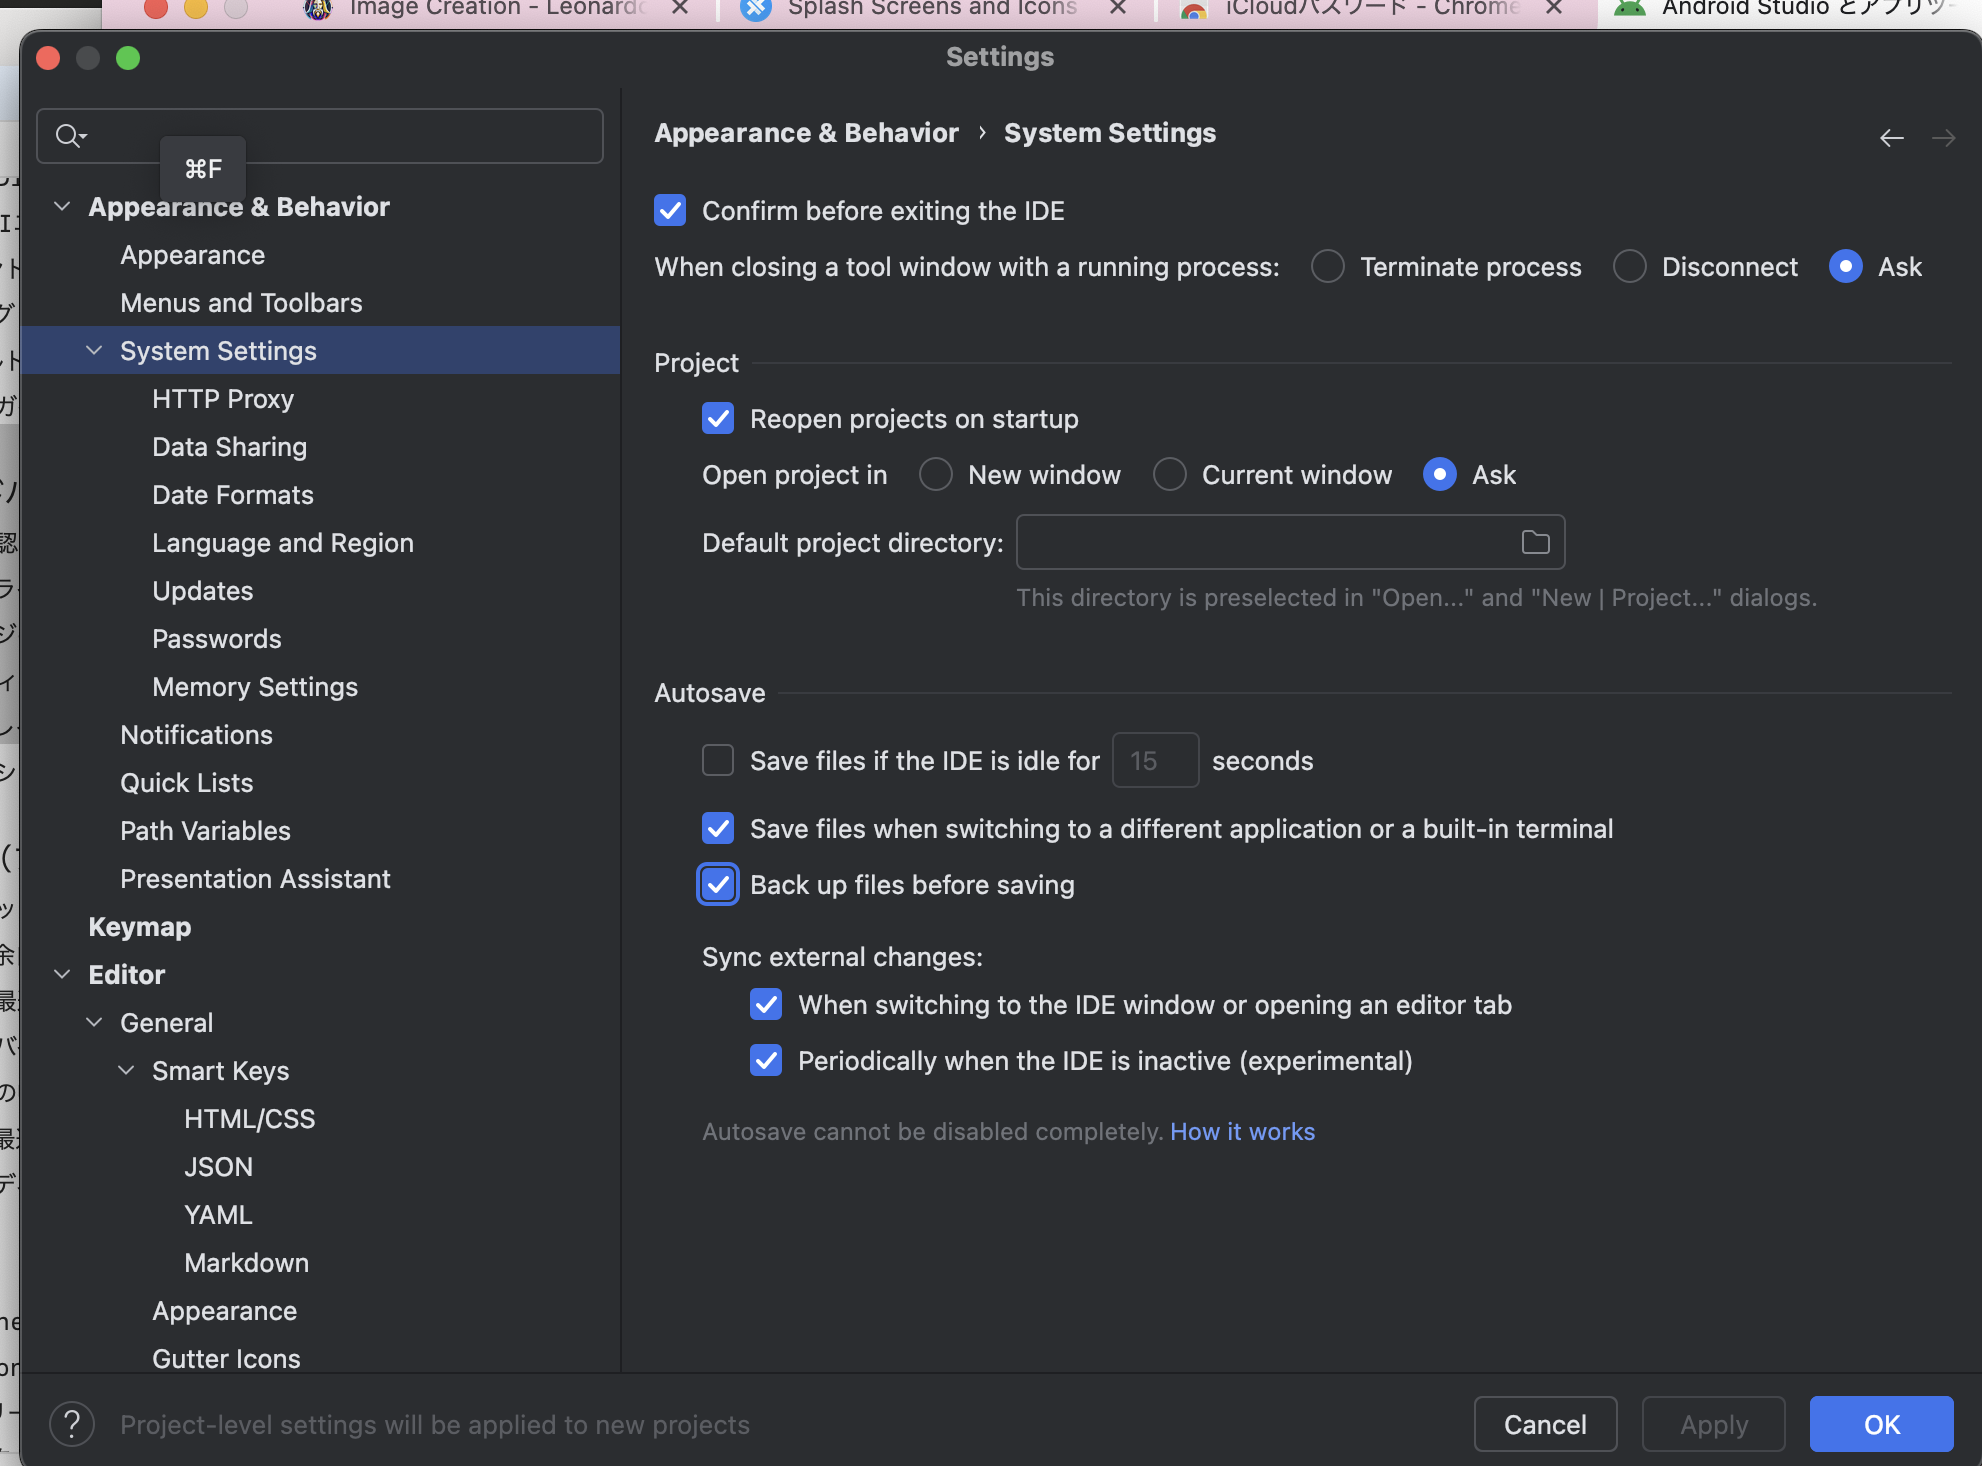 Image Creation - Leonardo
Splash Screens and Icons
iCloudパスワード - Chrome
Android Studio とアプリツー
Settings
⌘F
Appearance & Behavior
Appearance
Menus and Toolbars
System Settings
HTTP Proxy
Data Sharing
Date Formats
Language and Region
Updates
Passwords
Memory Settings
Notifications
Quick Lists
Path Variables
Presentation Assistant
Keymap
Editor
General
Smart Keys
HTML/CSS
JSON
YAML
Markdown
Appearance
Gutter Icons
Appearance & Behavior › System Settings
Confirm before exiting the IDE
When closing a tool window with a running process: Terminate process Disconnect Ask
Project
Reopen projects on startup
Open project in New window Current window Ask
Default project directory:
This directory is preselected in "Open..." and "New | Project..." dialogs.
Autosave
Save files if the IDE is idle for 15 seconds
Save files when switching to a different application or a built-in terminal
Back up files before saving
Sync external changes:
When switching to the IDE window or opening an editor tab
Periodically when the IDE is inactive (experimental)
Autosave cannot be disabled completely. How it works
? Project-level settings will be applied to new projects
Cancel Apply OK